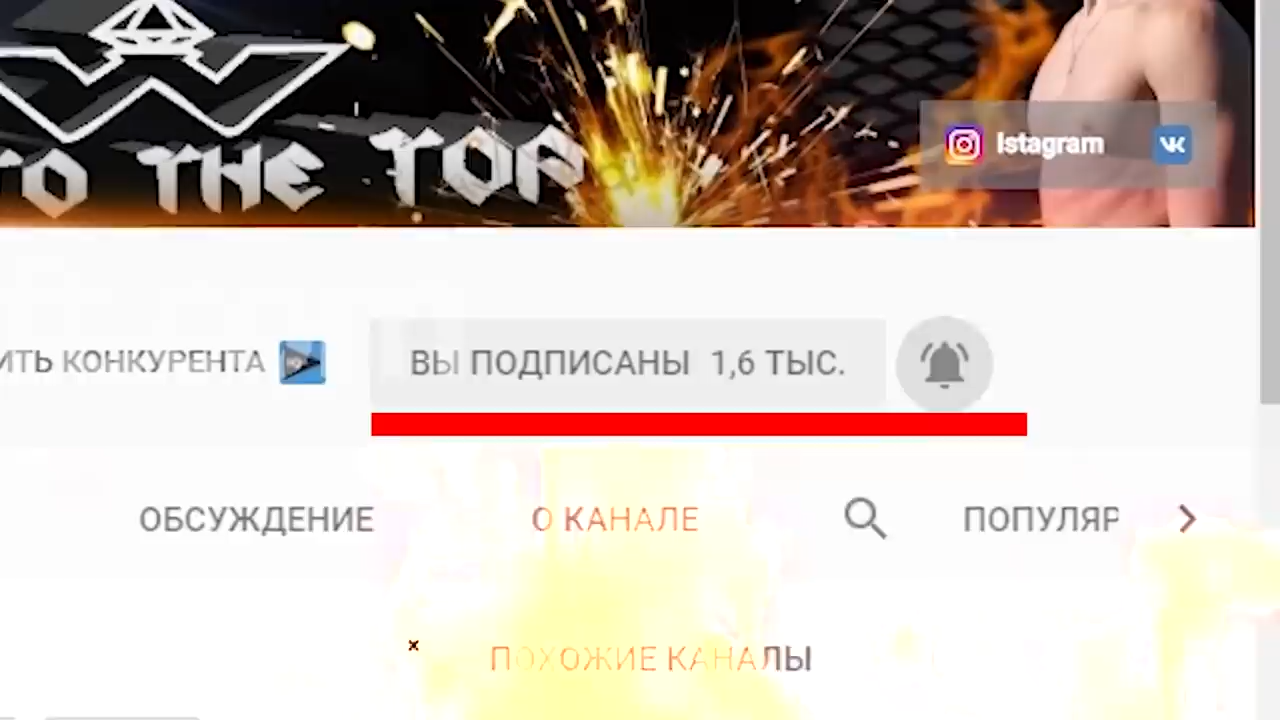 TO THE TOP
Istagram
ИТЬ КОНКУРЕНТА
ВЫ ПОДПИСАНЫ 1,6 ТЫС.
ОБСУЖДЕНИЕ О КАНАЛЕ ПОПУЛЯР
ПОХОЖИЕ КАНАЛЫ